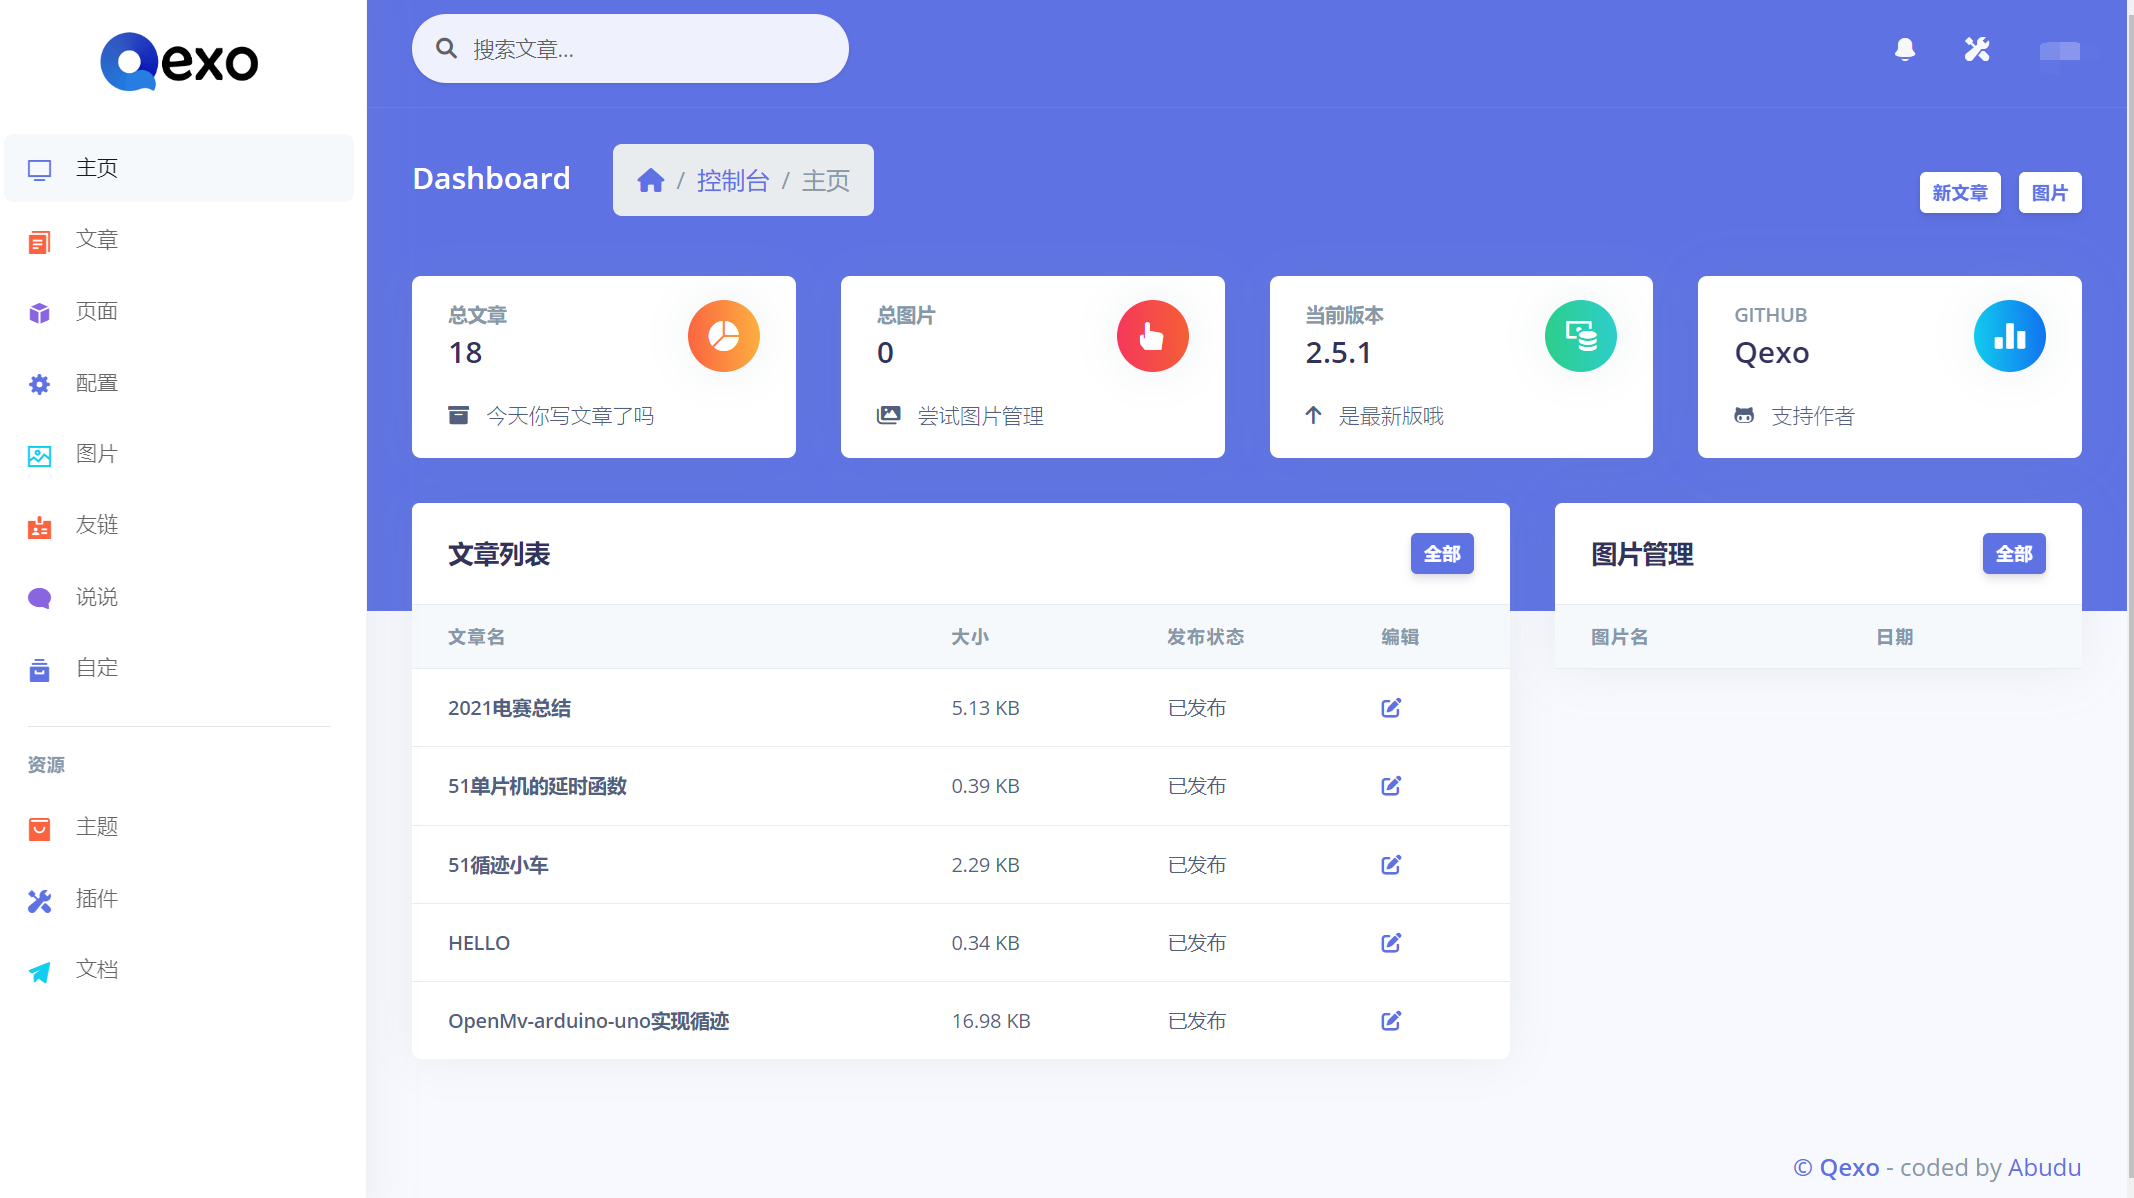 Qexo
搜索文章...
主页
文章
页面
配置
图片
友链
说说
自定
资源
主题
插件
文档
Dashboard
/ 控制台 / 主页
新文章 图片
总文章
18
今天你写文章了吗
总图片
0
尝试图片管理
当前版本
2.5.1
是最新版哦
GITHUB
Qexo
支持作者
文章列表 全部
文章名 大小 发布状态 编辑
2021电赛总结 5.13 KB 已发布
51单片机的延时函数 0.39 KB 已发布
51循迹小车 2.29 KB 已发布
HELLO 0.34 KB 已发布
OpenMv-arduino-uno实现循迹 16.98 KB 已发布
图片管理 全部
图片名 日期
© Qexo - coded by Abudu